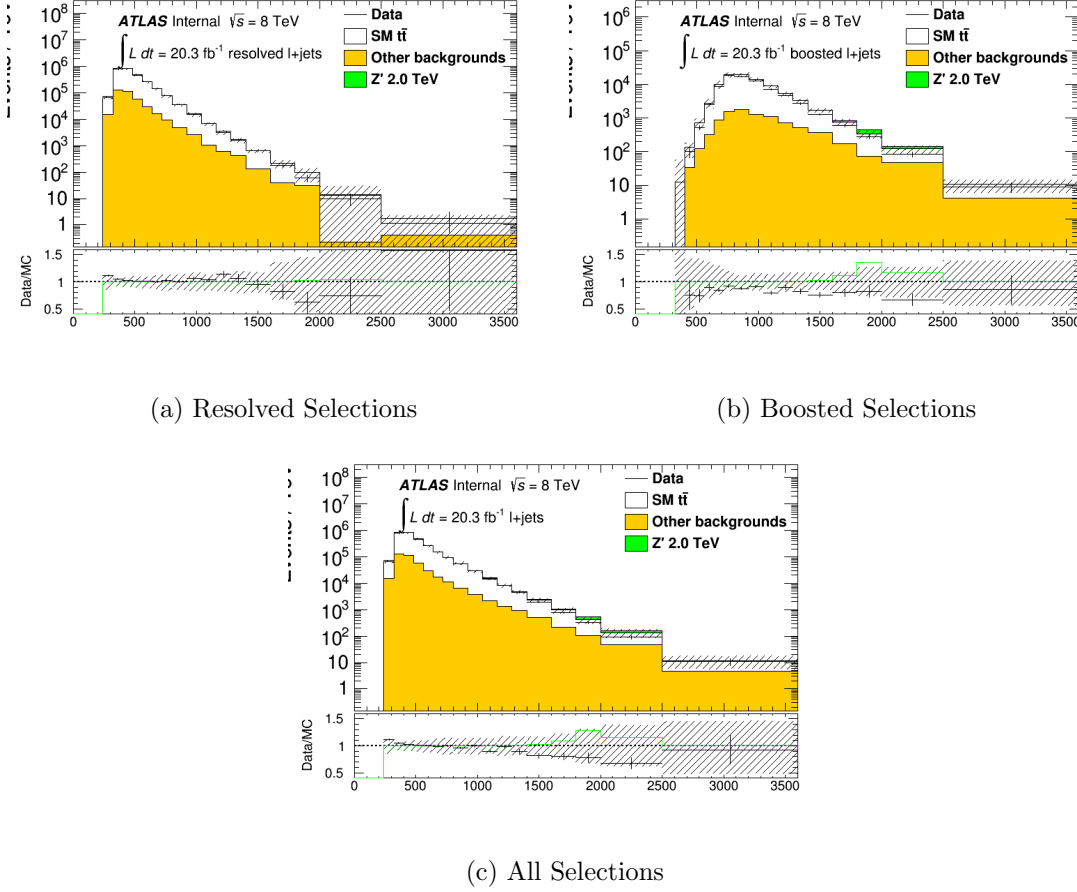 ATLAS Internal √s = 8 TeV
∫ L dt = 20.3 fb⁻¹ resolved l+jets
Data
SM tt̄
Other backgrounds
Z' 2.0 TeV
10⁸
10⁷
10⁶
10⁵
10⁴
10³
10²
10
1
Data/MC
1.5
1
0.5
0 500 1000 1500 2000 2500 3000 3500
(a) Resolved Selections
ATLAS Internal √s = 8 TeV
∫ L dt = 20.3 fb⁻¹ boosted l+jets
Data
SM tt̄
Other backgrounds
Z' 2.0 TeV
10⁶
10⁵
10⁴
10³
10²
10
1
Data/MC
1.5
1
0.5
0 500 1000 1500 2000 2500 3000 3500
(b) Boosted Selections
ATLAS Internal √s = 8 TeV
∫ L dt = 20.3 fb⁻¹ l+jets
Data
SM tt̄
Other backgrounds
Z' 2.0 TeV
10⁸
10⁷
10⁶
10⁵
10⁴
10³
10²
10
1
Data/MC
1.5
1
0.5
0 500 1000 1500 2000 2500 3000 3500
(c) All Selections